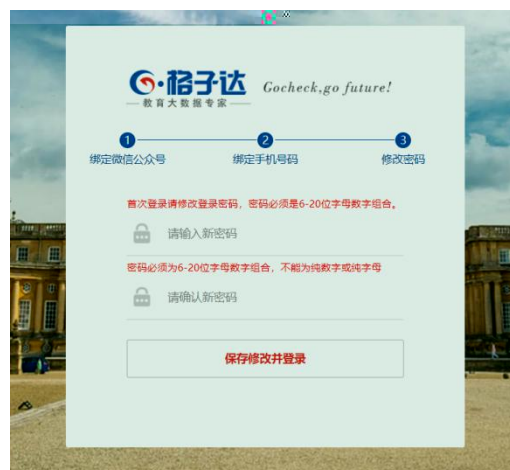 格子达
教育大数据专家
Gocheck,go future!
1 2 3
绑定微信公众号 绑定手机号码 修改密码
首次登录请修改登录密码，密码必须是6-20位字母数字组合。
请输入新密码
密码必须为6-20位字母数字组合，不能为纯数字或纯字母
请确认新密码
保存修改并登录